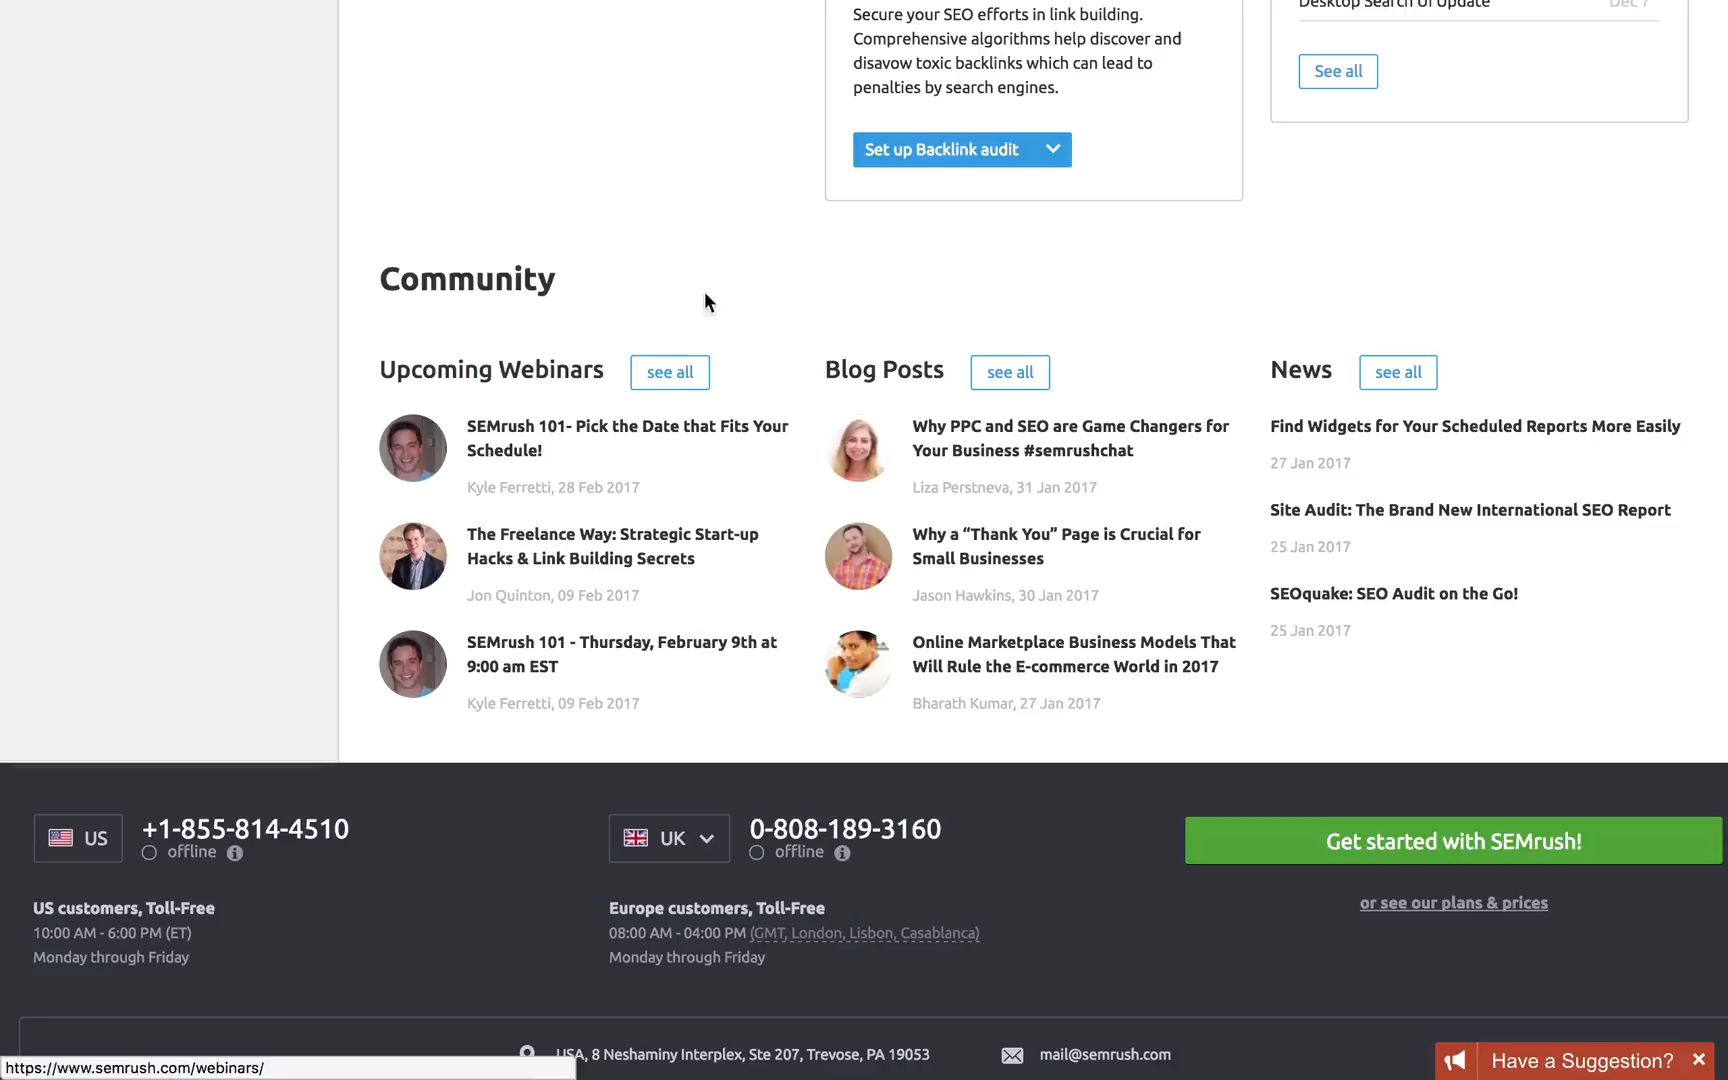 Secure your SEO efforts in link building.
Comprehensive algorithms help discover and
disavow toxic backlinks which can lead to
penalties by search engines.
Set up Backlink audit
Desktop Search UI Update Dec 7
See all
Community
Upcoming Webinars see all
SEMrush 101- Pick the Date that Fits Your
Schedule!
Kyle Ferretti, 28 Feb 2017
The Freelance Way: Strategic Start-up
Hacks & Link Building Secrets
Jon Quinton, 09 Feb 2017
SEMrush 101 - Thursday, February 9th at
9:00 am EST
Kyle Ferretti, 09 Feb 2017
Blog Posts see all
Why PPC and SEO are Game Changers for
Your Business #semrushchat
Liza Perstneva, 31 Jan 2017
Why a “Thank You” Page is Crucial for
Small Businesses
Jason Hawkins, 30 Jan 2017
Online Marketplace Business Models That
Will Rule the E-commerce World in 2017
Bharath Kumar, 27 Jan 2017
News see all
Find Widgets for Your Scheduled Reports More Easily
27 Jan 2017
Site Audit: The Brand New International SEO Report
25 Jan 2017
SEOquake: SEO Audit on the Go!
25 Jan 2017
US +1-855-814-4510
offline
US customers, Toll-Free
10:00 AM - 6:00 PM (ET)
Monday through Friday
UK 0-808-189-3160
offline
Europe customers, Toll-Free
08:00 AM - 04:00 PM (GMT, London, Lisbon, Casablanca)
Monday through Friday
Get started with SEMrush!
or see our plans & prices
USA, 8 Neshaminy Interplex, Ste 207, Trevose, PA 19053
mail@semrush.com
Have a Suggestion?
https://www.semrush.com/webinars/